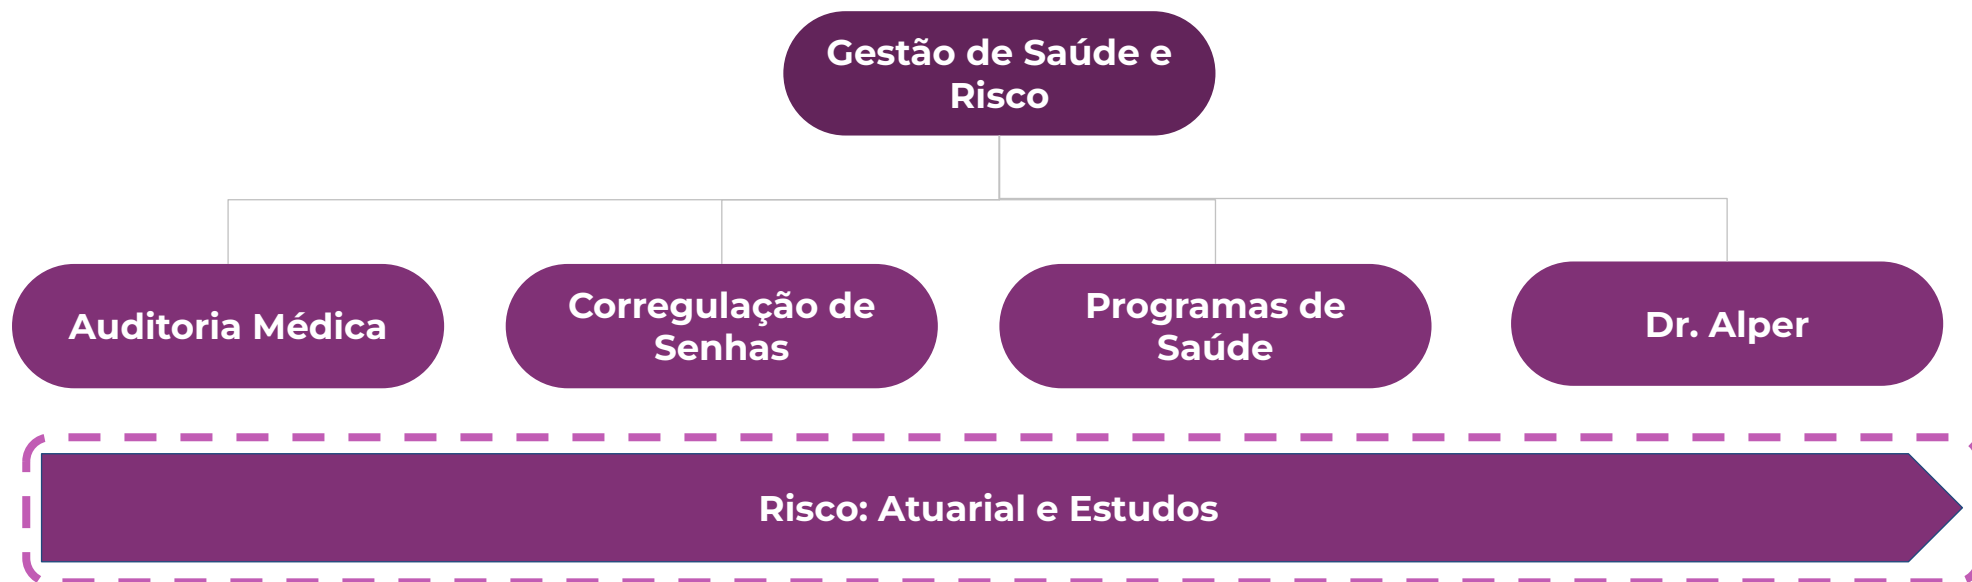 Gestão de Saúde e
Risco
Auditoria Médica
Corregulação de
Senhas
Programas de
Saúde
Dr. Alper
Risco: Atuarial e Estudos